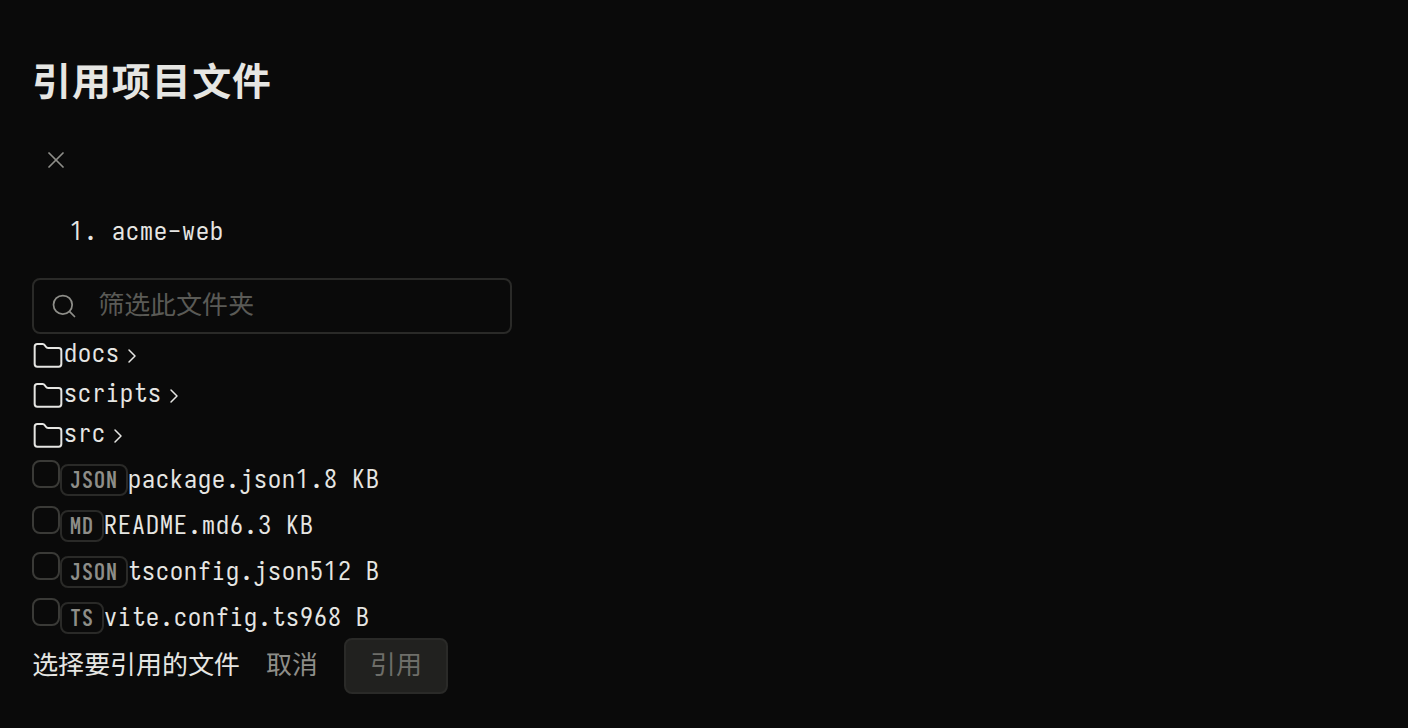 引用项目文件
1. acme-web
筛选此文件夹
docs
scripts
src
JSON package.json1.8 KB
MD README.md6.3 KB
JSON tsconfig.json512 B
TS vite.config.ts968 B
选择要引用的文件 取消 引用